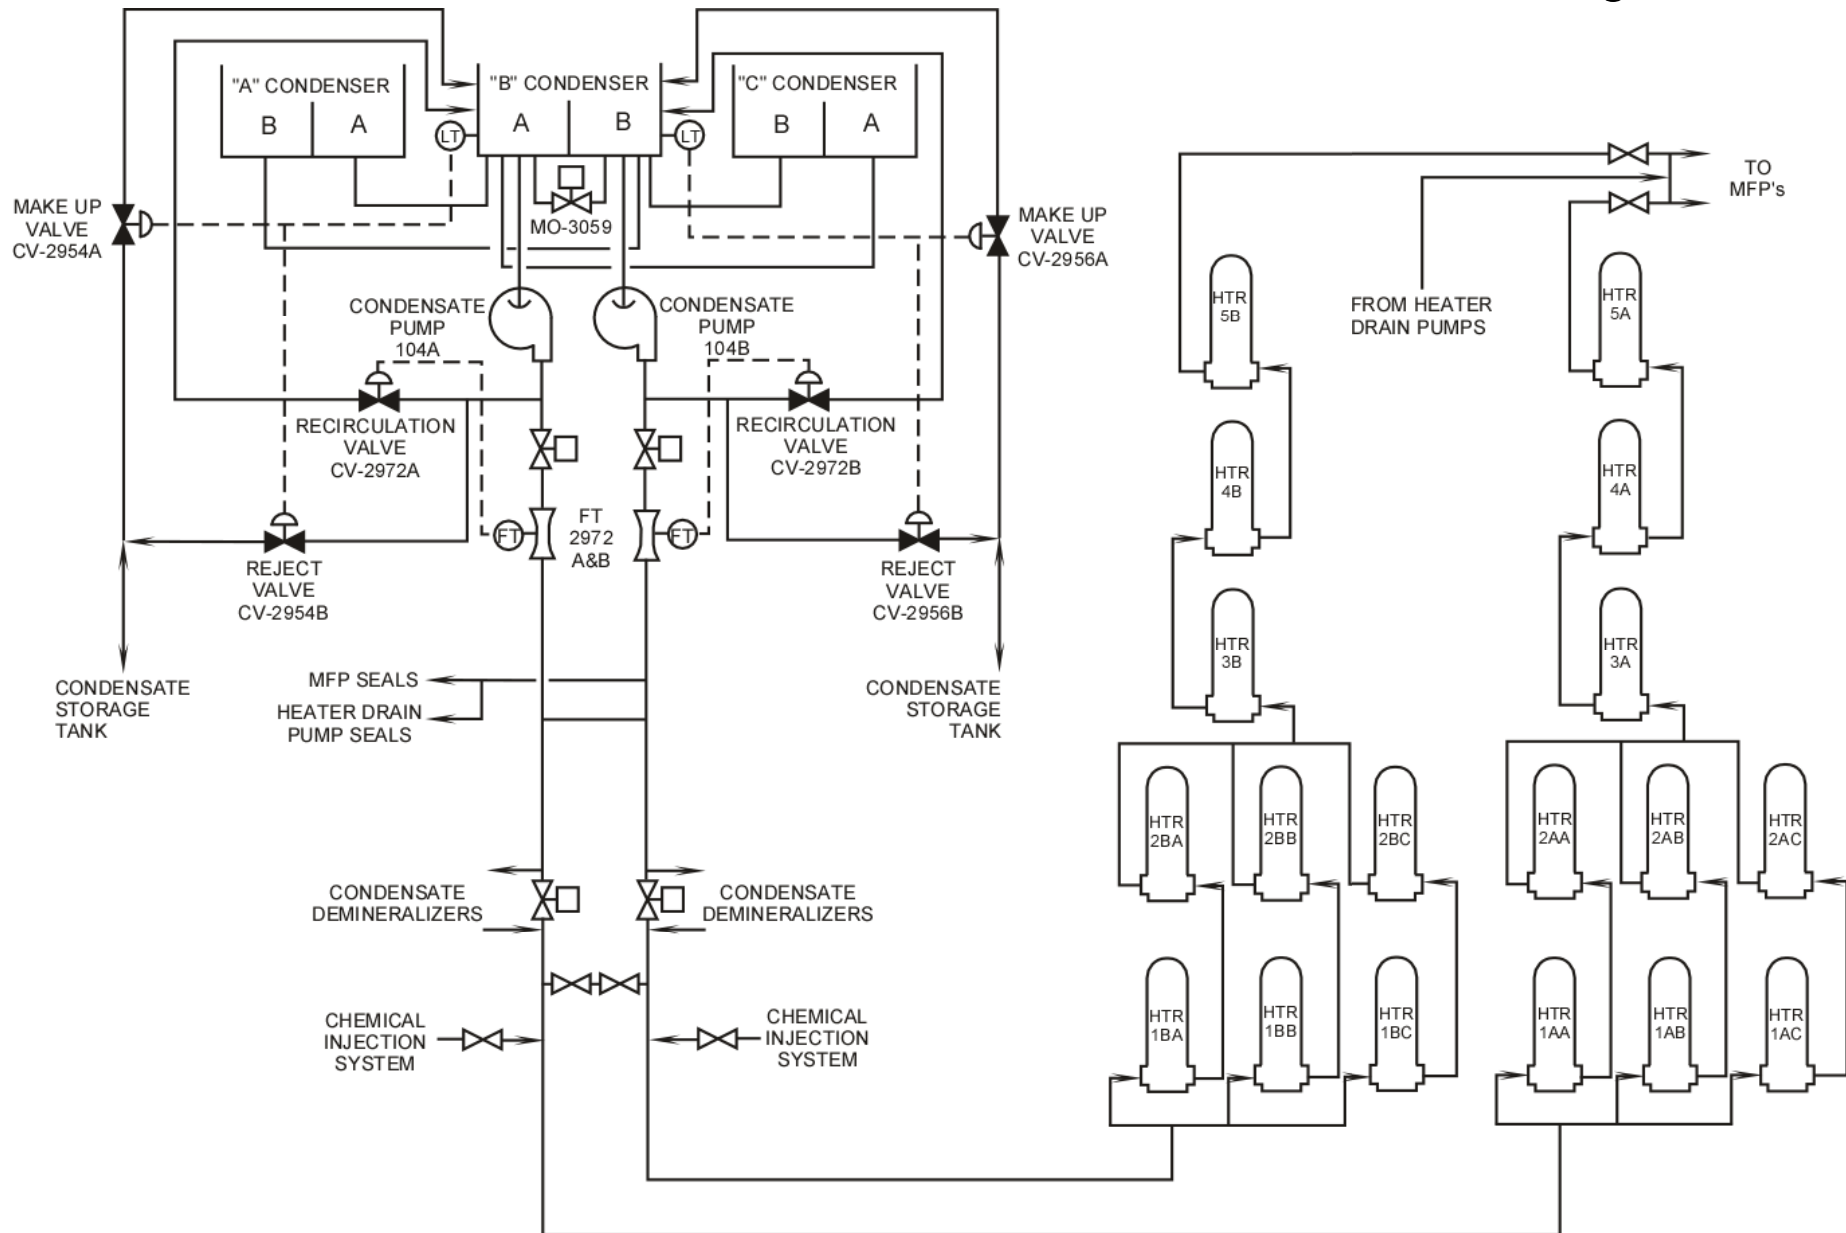 "A" CONDENSER
B
A
"B" CONDENSER
A
B
"C" CONDENSER
B
A
LT
LT
MO-3059
MAKE UP
VALVE
CV-2954A
MAKE UP
VALVE
CV-2956A
CONDENSATE
PUMP
104A
CONDENSATE
PUMP
104B
RECIRCULATION
VALVE
CV-2972A
RECIRCULATION
VALVE
CV-2972B
FT
FT
2972
A&B
FT
REJECT
VALVE
CV-2954B
REJECT
VALVE
CV-2956B
MFP SEALS
HEATER DRAIN
PUMP SEALS
CONDENSATE
STORAGE
TANK
CONDENSATE
STORAGE
TANK
CONDENSATE
DEMINERALIZERS
CONDENSATE
DEMINERALIZERS
CHEMICAL
INJECTION
SYSTEM
CHEMICAL
INJECTION
SYSTEM
TO
MFP's
FROM HEATER
DRAIN PUMPS
HTR
5B
HTR
5A
HTR
4B
HTR
4A
HTR
3B
HTR
3A
HTR
2BA
HTR
2BB
HTR
2BC
HTR
2AA
HTR
2AB
HTR
2AC
HTR
1BA
HTR
1BB
HTR
1BC
HTR
1AA
HTR
1AB
HTR
1AC